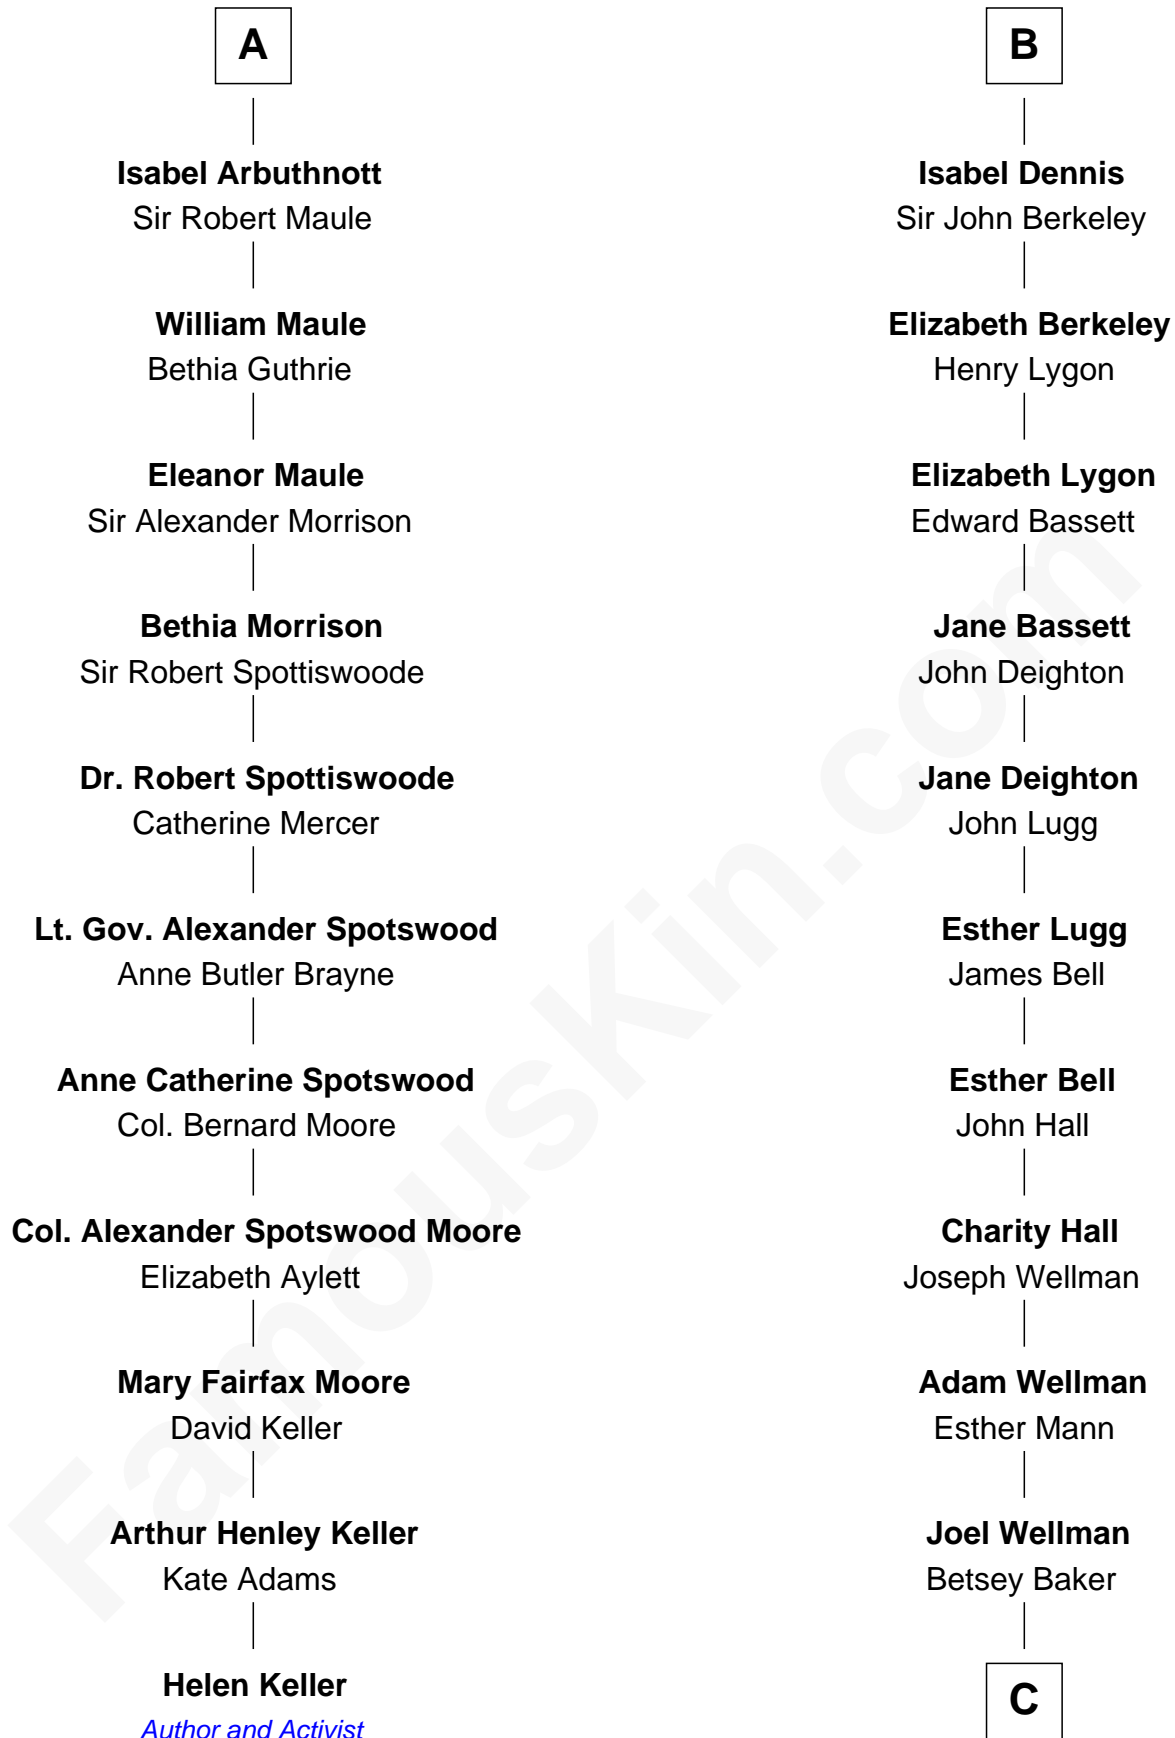 A
Isabel Arbuthnott
Sir Robert Maule
William Maule
Bethia Guthrie
Eleanor Maule
Sir Alexander Morrison
Bethia Morrison
Sir Robert Spottiswoode
Dr. Robert Spottiswoode
Catherine Mercer
Lt. Gov. Alexander Spotswood
Anne Butler Brayne
Anne Catherine Spotswood
Col. Bernard Moore
Col. Alexander Spotswood Moore
Elizabeth Aylett
Mary Fairfax Moore
David Keller
Arthur Henley Keller
Kate Adams
Helen Keller
Author and Activist
B
Isabel Dennis
Sir John Berkeley
Elizabeth Berkeley
Henry Lygon
Elizabeth Lygon
Edward Bassett
Jane Bassett
John Deighton
Jane Deighton
John Lugg
Esther Lugg
James Bell
Esther Bell
John Hall
Charity Hall
Joseph Wellman
Adam Wellman
Esther Mann
Joel Wellman
Betsey Baker
C
FamousKin.com